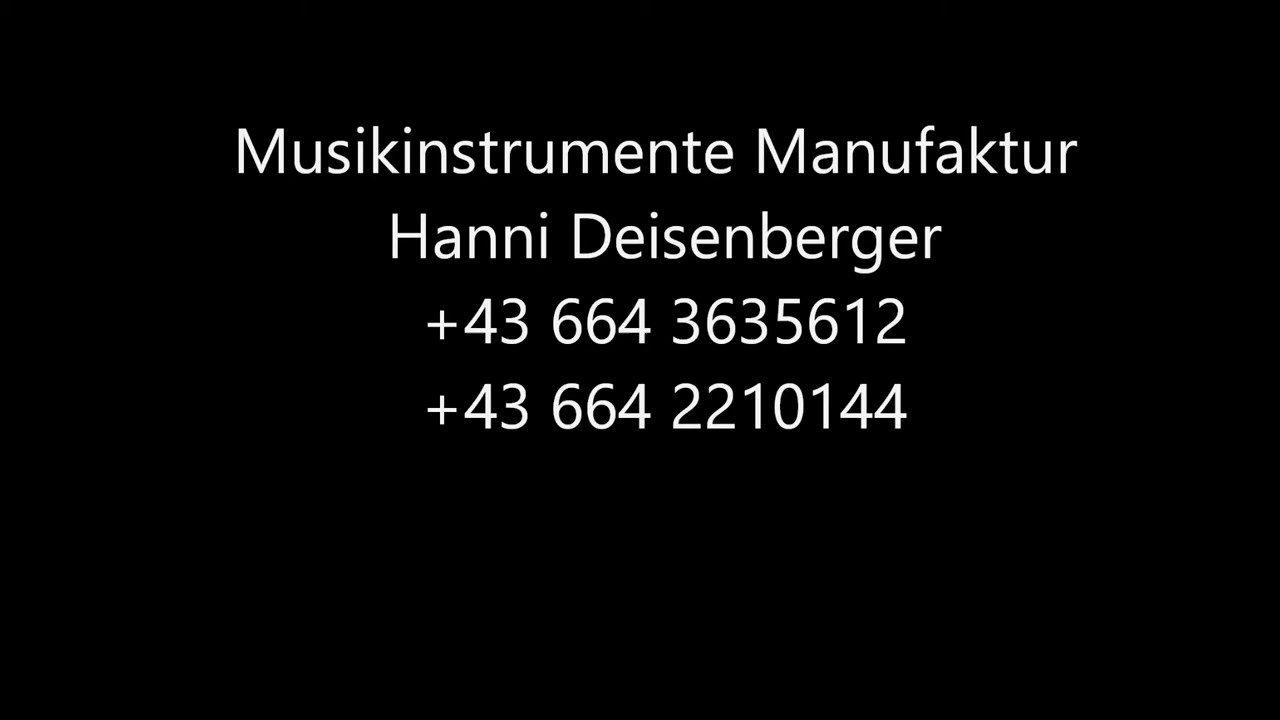 Musikinstrumente Manufaktur
Hanni Deisenberger
+43 664 3635612
+43 664 2210144